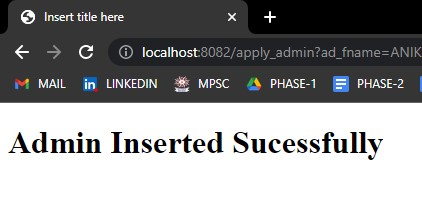 Insert title here
localhost:8082/apply_admin?ad_fname=ANIK
MAIL LINKEDIN MPSC PHASE-1 PHASE-2
Admin Inserted Sucessfully